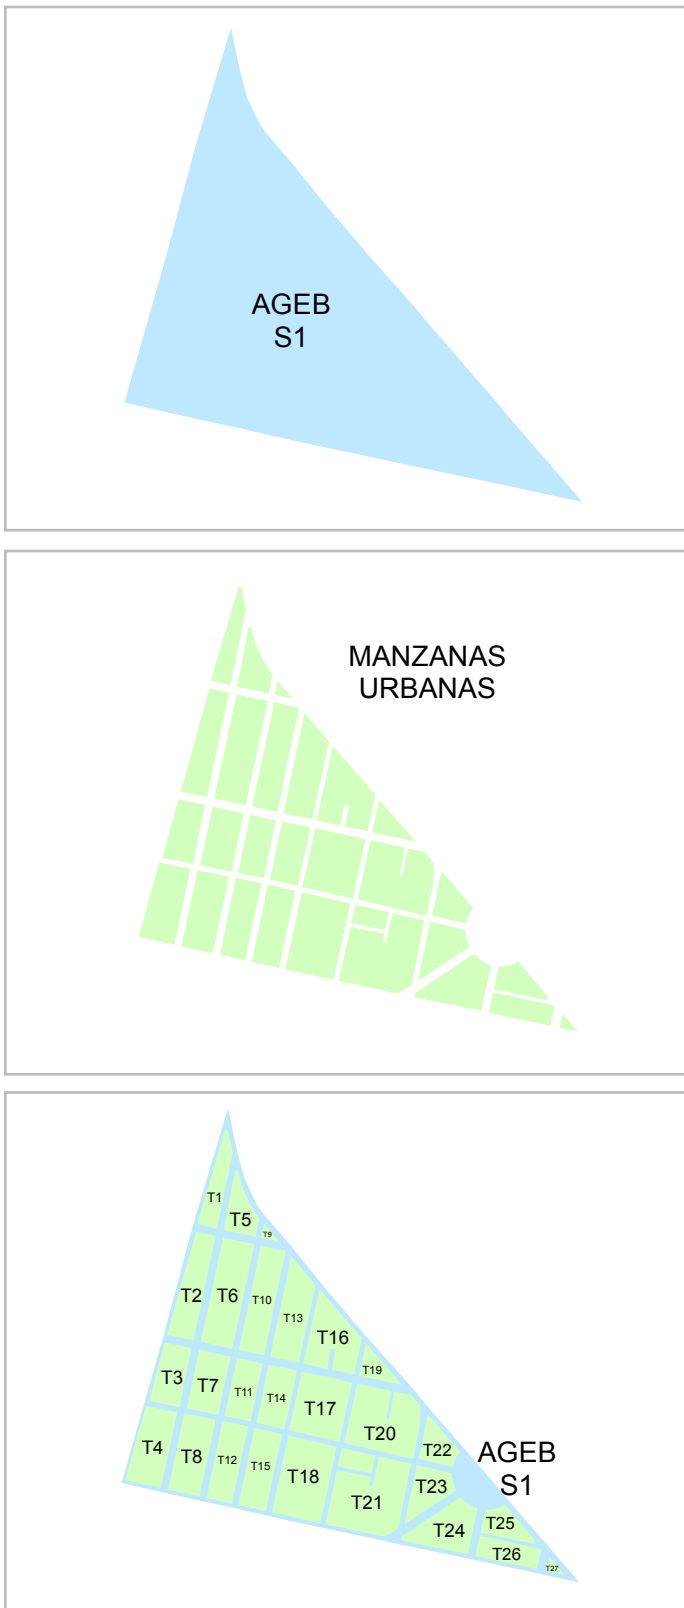 AGEB
S1
MANZANAS
URBANAS
T1
T5
T9
T2
T6
T10
T13
T16
T19
T3
T7
T11
T14
T17
T20
T22
T4
T8
T12
T15
T18
T21
T23
AGEB
S1
T24
T25
T26
T27